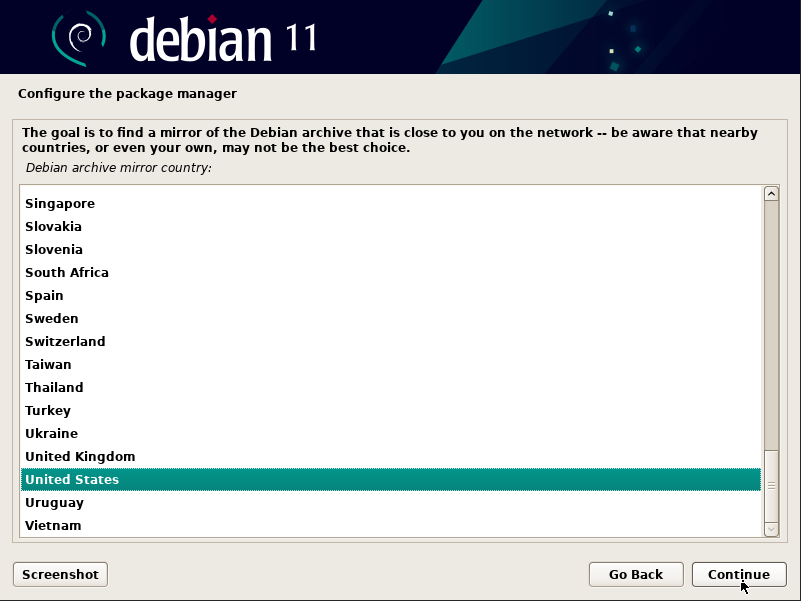 debian 11
Configure the package manager
The goal is to find a mirror of the Debian archive that is close to you on the network -- be aware that nearby
countries, or even your own, may not be the best choice.
Debian archive mirror country:
Singapore
Slovakia
Slovenia
South Africa
Spain
Sweden
Switzerland
Taiwan
Thailand
Turkey
Ukraine
United Kingdom
United States
Uruguay
Vietnam
Screenshot
Go Back
Continue